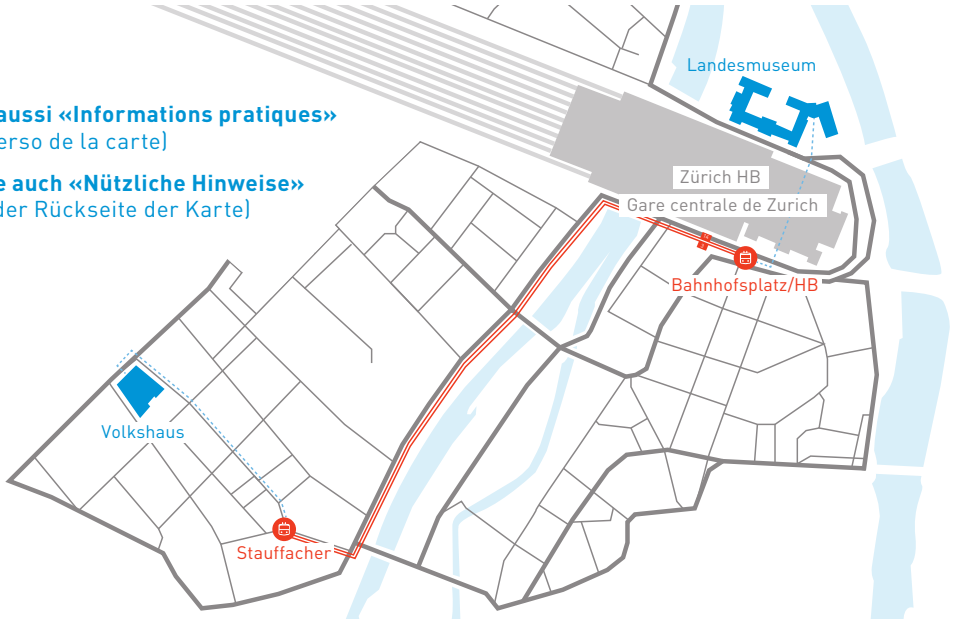 aussi «Informations pratiques»
erso de la carte)
e auch «Nützliche Hinweise»
der Rückseite der Karte)
Landesmuseum
Zürich HB
Gare centrale de Zurich
Bahnhofsplatz/HB
Volkshaus
Stauffacher